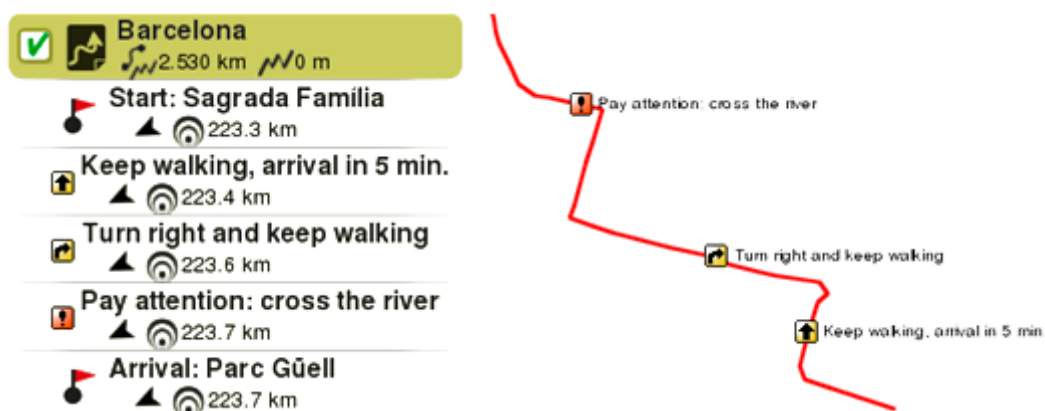 Barcelona
2.530 km 0 m
Start: Sagrada Família
223.3 km
Keep walking, arrival in 5 min.
223.4 km
Turn right and keep walking
223.6 km
Pay attention: cross the river
223.7 km
Arrival: Parc Gūell
223.7 km
Pay attention: cross the river
Turn right and keep walking
Keep walking, arrival in 5 min